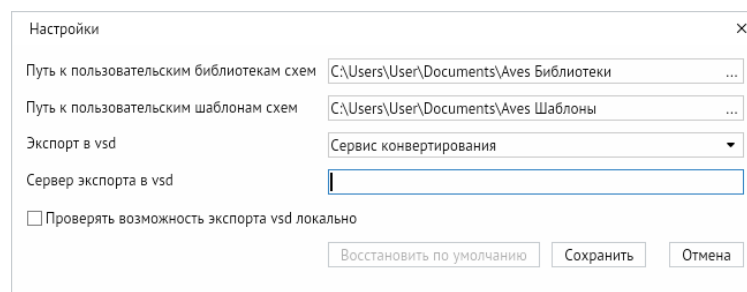 Настройки
Путь к пользовательским библиотекам схем C:\Users\User\Documents\Aves Библиотеки ...
Путь к пользовательским шаблонам схем C:\Users\User\Documents\Aves Шаблоны ...
Экспорт в vsd Сервис конвертирования
Сервер экспорта в vsd
Проверять возможность экспорта vsd локально
Восстановить по умолчанию Сохранить Отмена